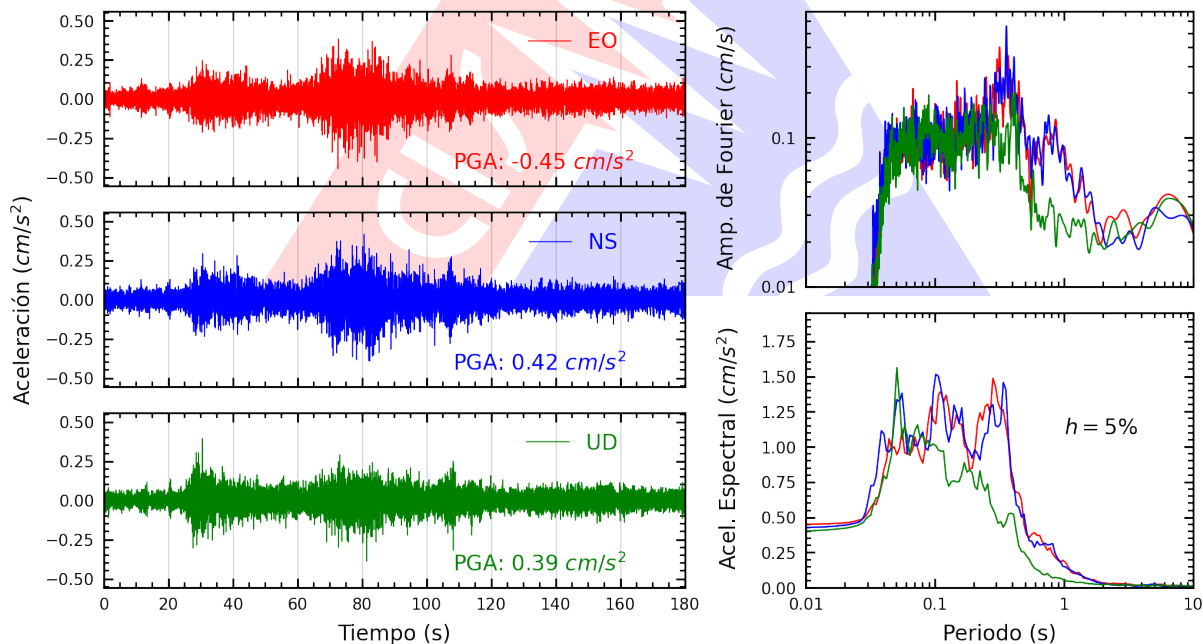 0.50
0.25
0.00
−0.25
−0.50
EO
PGA: -0.45 cm/s²
0.50
0.25
0.00
−0.25
−0.50
NS
PGA: 0.42 cm/s²
0.50
0.25
0.00
−0.25
−0.50
UD
PGA: 0.39 cm/s²
0 20 40 60 80 100 120 140 160 180
Tiempo (s)
Aceleración (cm/s²)
Amp. de Fourier (cm/s)
0.1
0.01
Acel. Espectral (cm/s²)
1.75
1.50
1.25
1.00
0.75
0.50
0.25
0.00
h = 5%
0.01 0.1 1 10
Periodo (s)